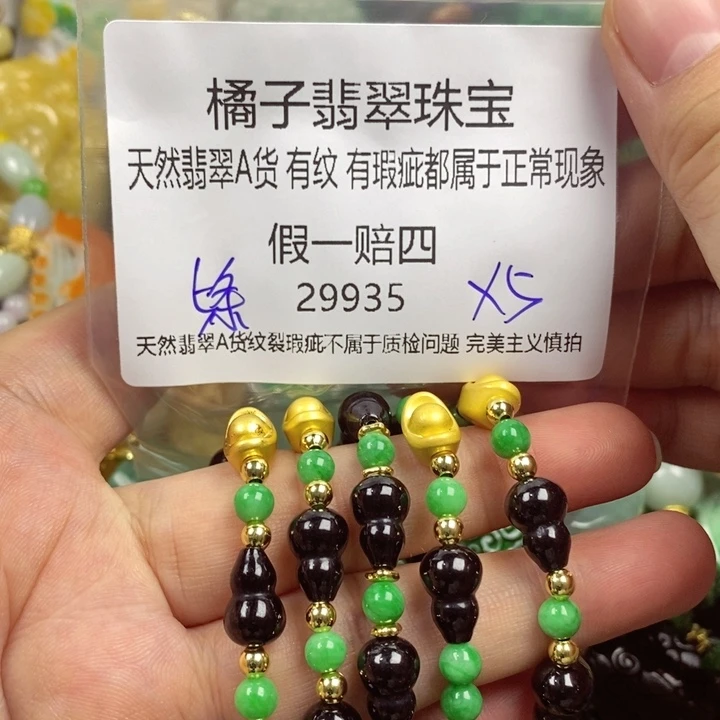 橘子翡翠珠宝
天然翡翠A货 有纹 有瑕疵都属于正常现象
假一赔四
29935 X5
天然翡翠A货纹裂瑕疵不属于质检问题 完美主义慎拍